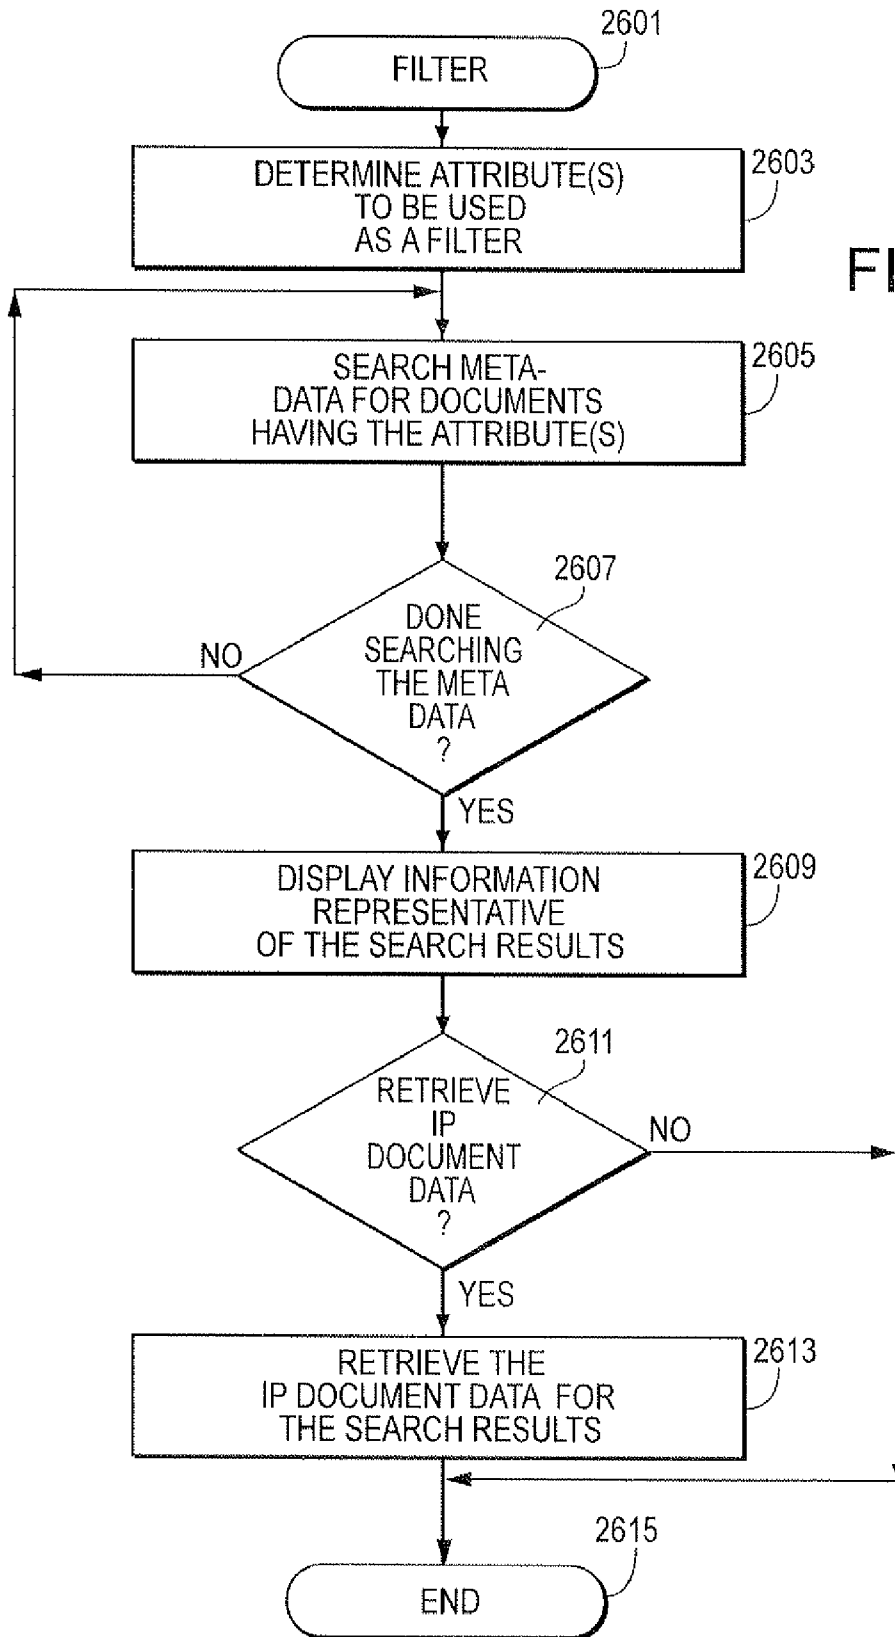 2601
FILTER
2603
DETERMINE ATTRIBUTE(S)
TO BE USED
AS A FILTER
2605
SEARCH META-
DATA FOR DOCUMENTS
HAVING THE ATTRIBUTE(S)
2607
DONE
SEARCHING
THE META
DATA
?
NO
YES
2609
DISPLAY INFORMATION
REPRESENTATIVE
OF THE SEARCH RESULTS
2611
RETRIEVE
IP
DOCUMENT
DATA
?
NO
YES
2613
RETRIEVE THE
IP DOCUMENT DATA FOR
THE SEARCH RESULTS
2615
END